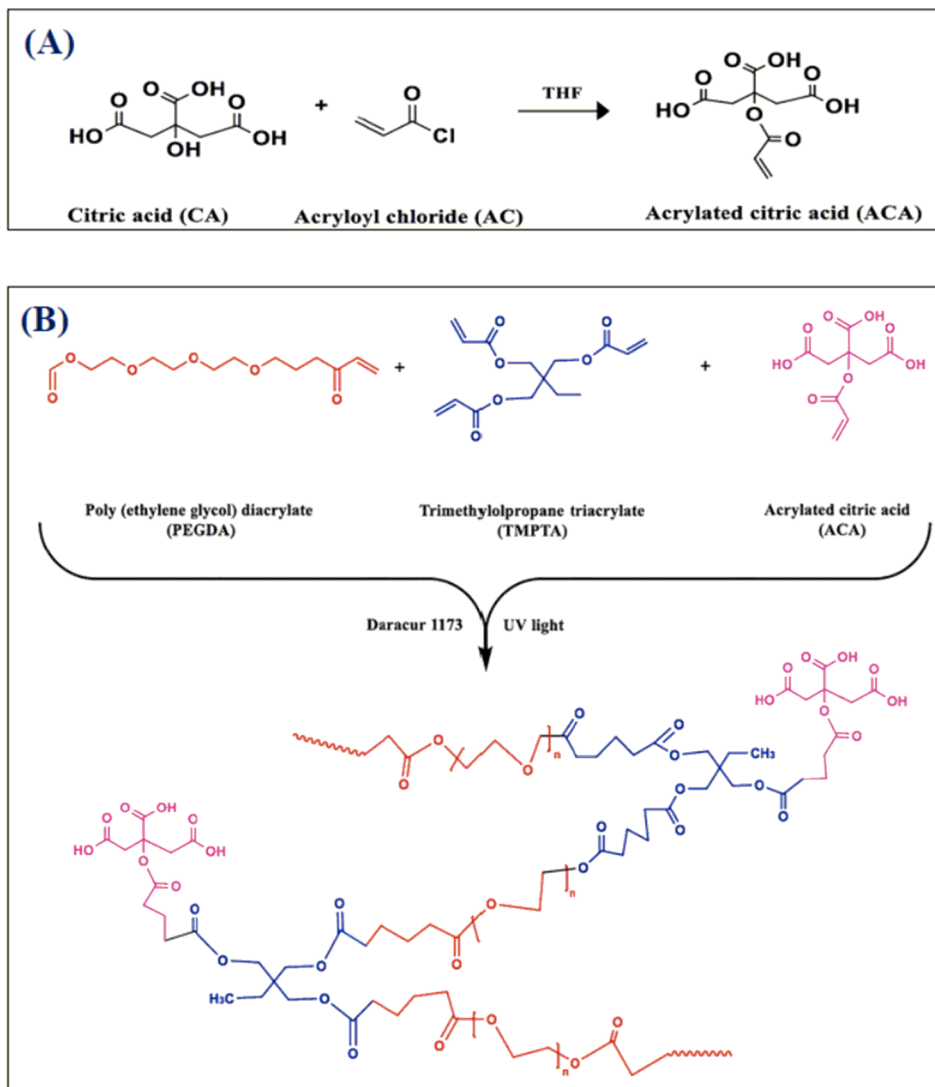 (A)
O OH
O O
HO OH
OH
Citric acid (CA)
+
O
Cl
Acryloyl chloride (AC)
THF
O OH
O O
HO OH
O
O
Acrylated citric acid (ACA)
(B)
O O O O O O
Poly (ethylene glycol) diacrylate
(PEGDA)
+
O O O O O O
Trimethylolpropane triacrylate
(TMPTA)
+
O OH
O O
HO OH
O
O
Acrylated citric acid
(ACA)
Daracur 1173
UV light
O OH
O O
HO OH
O
O
O
O
O
n
O
O
O
CH₃
O
O
O
O
O
O
n
O
O
O OH
O O
HO OH
O
O
O
O
O
O
O
H₃C
O
O
O
O
n
O
O